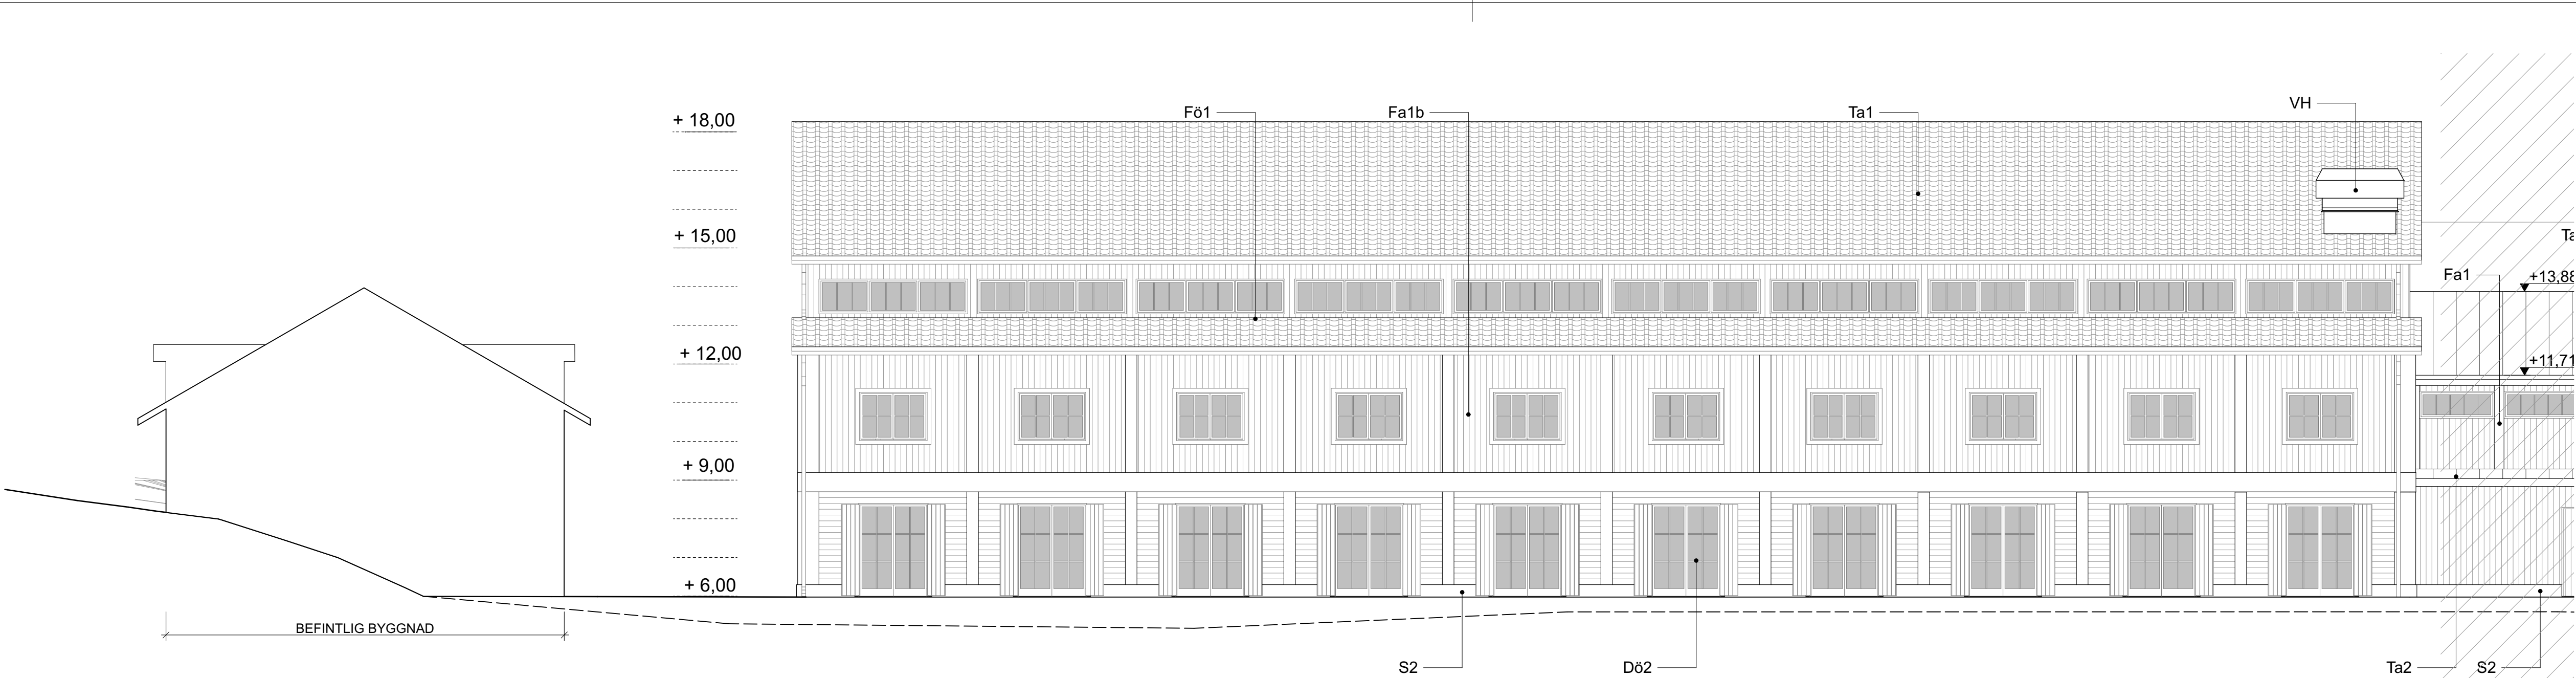 VH
+ 18,00
Fö1
Fa1b
Ta1
+ 15,00
Ta
Fa1
+13,88
+ 12,00
+11,71
+ 9,00
+ 6,00
BEFINTLIG BYGGNAD
S2
Dö2
Ta2
S2